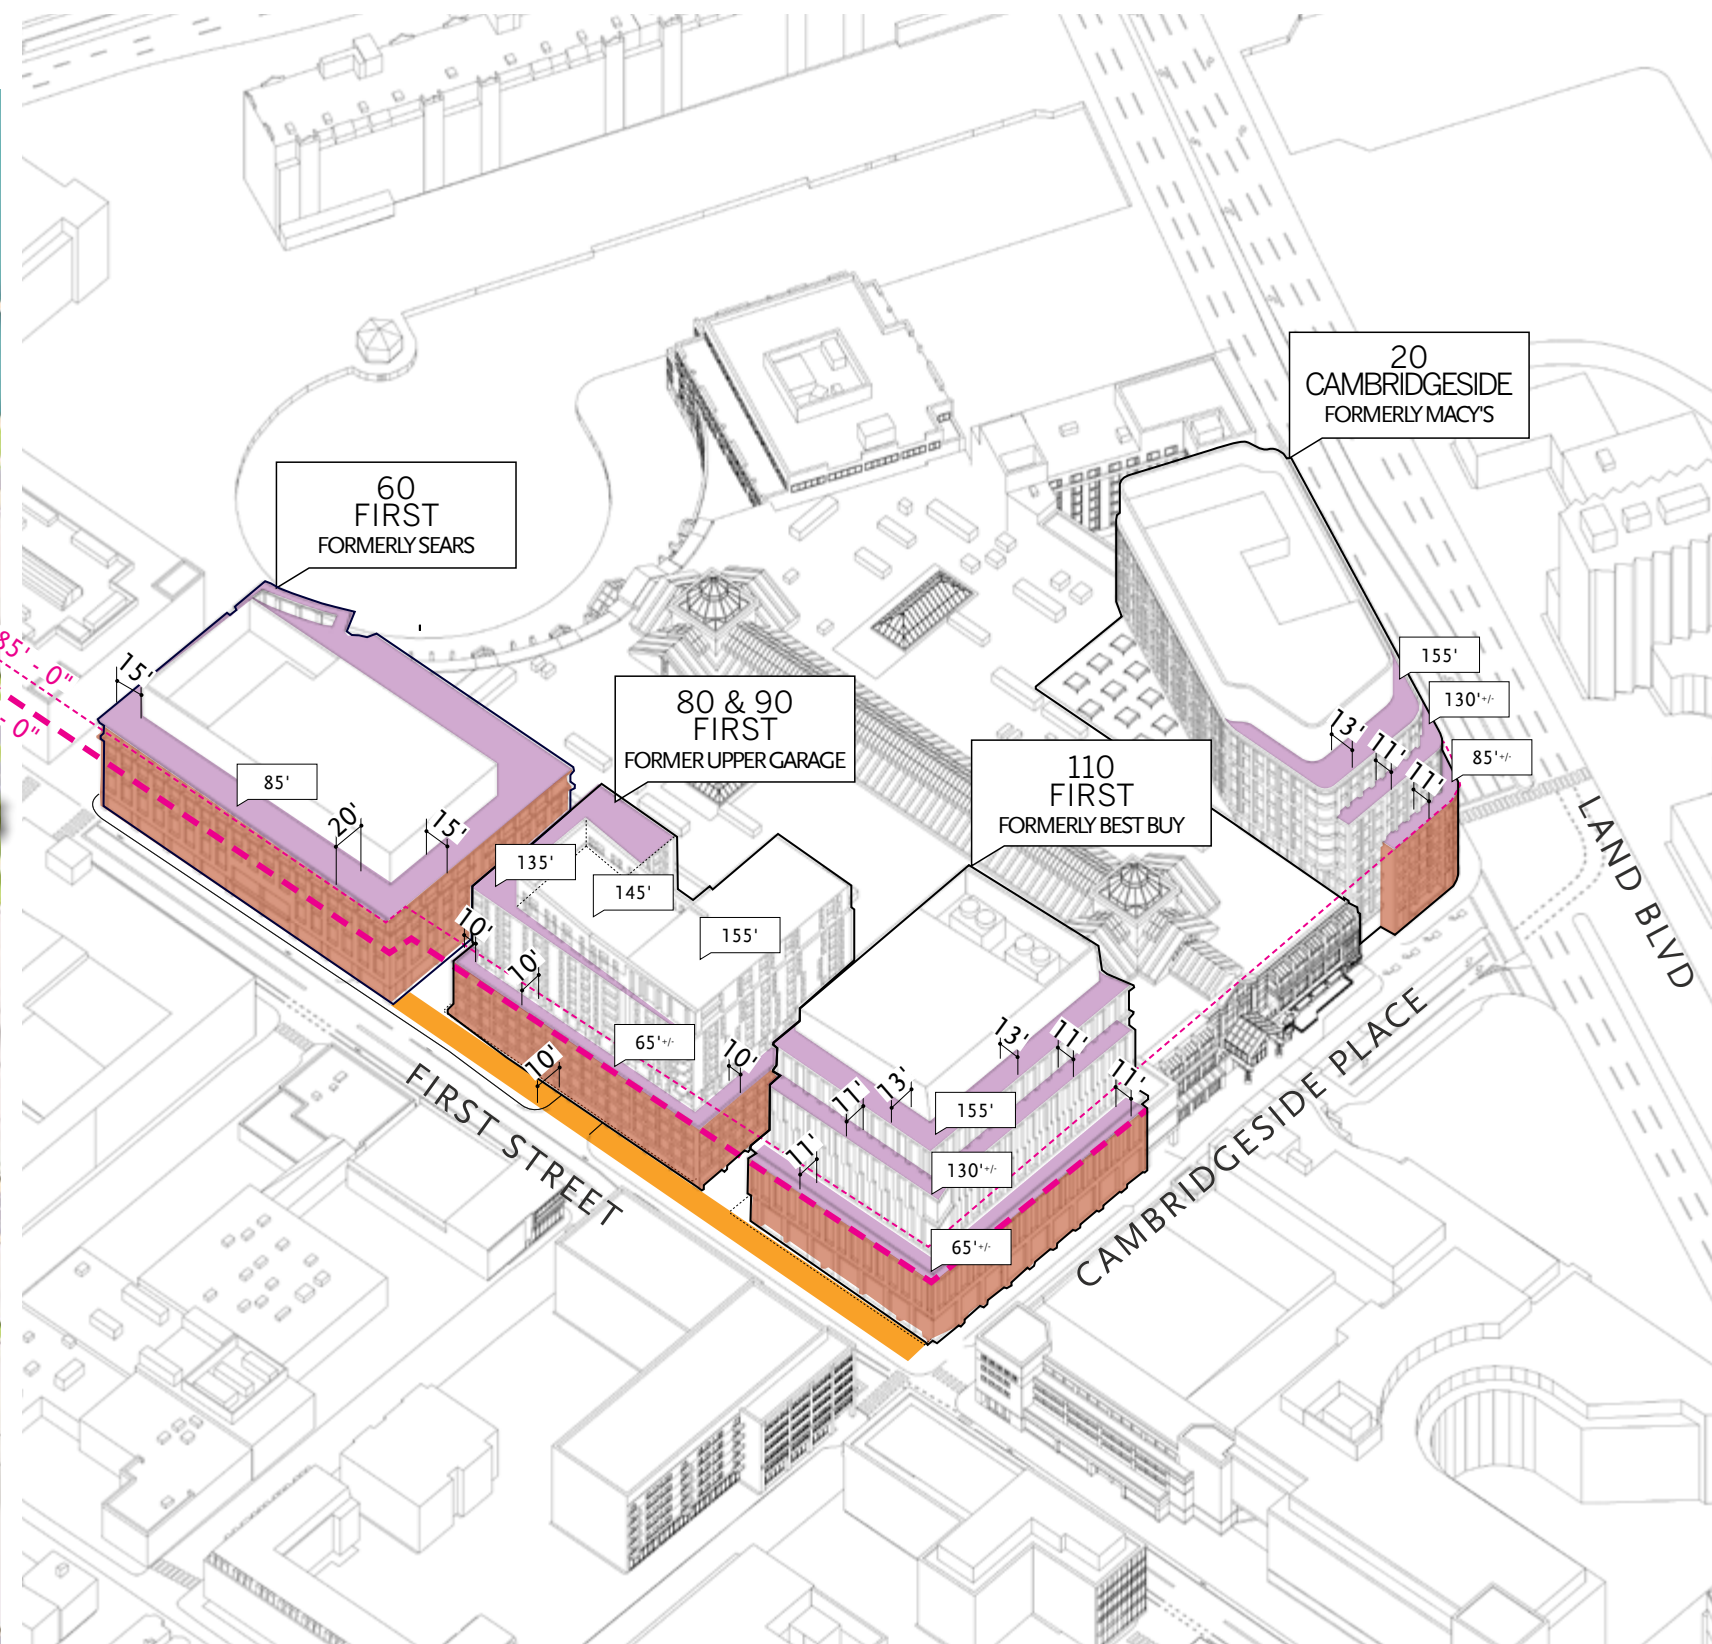 20
CAMBRIDGESIDE
FORMERLY MACY'S
60
FIRST
FORMERLY SEARS
80 & 90
FIRST
FORMER UPPER GARAGE
110
FIRST
FORMERLY BEST BUY
85' - 0"
- 0"
15'
85'
20'
15'
135'
145'
155'
10'
10'
65'+/-
10'
10'
155'
130'+/-
85'+/-
13'
11'
11'
13'
11'
11'
13'
11'
11'
155'
130'+/-
65'+/-
FIRST STREET
CAMBRIDGESIDE PLACE
LAND BLVD